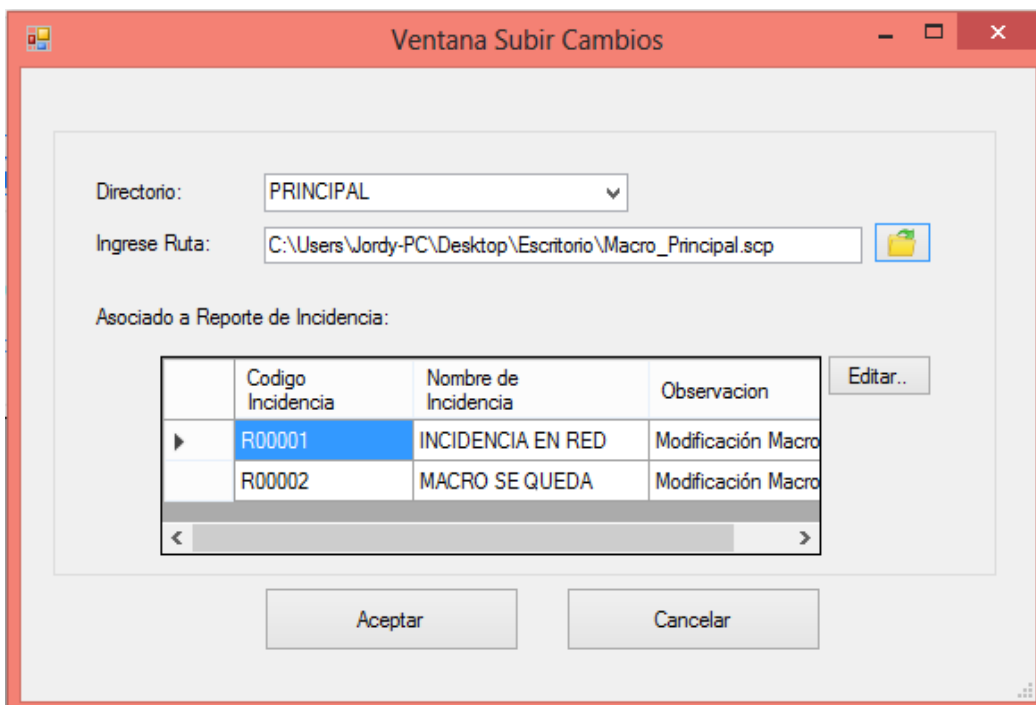 Ventana Subir Cambios
Directorio: PRINCIPAL
Ingrese Ruta: C:\Users\Jordy-PC\Desktop\Escritorio\Macro_Principal.scp
Asociado a Reporte de Incidencia:
Codigo Incidencia Nombre de Incidencia Observacion Editar..
R00001 INCIDENCIA EN RED Modificación Macro
R00002 MACRO SE QUEDA Modificación Macro
Aceptar Cancelar